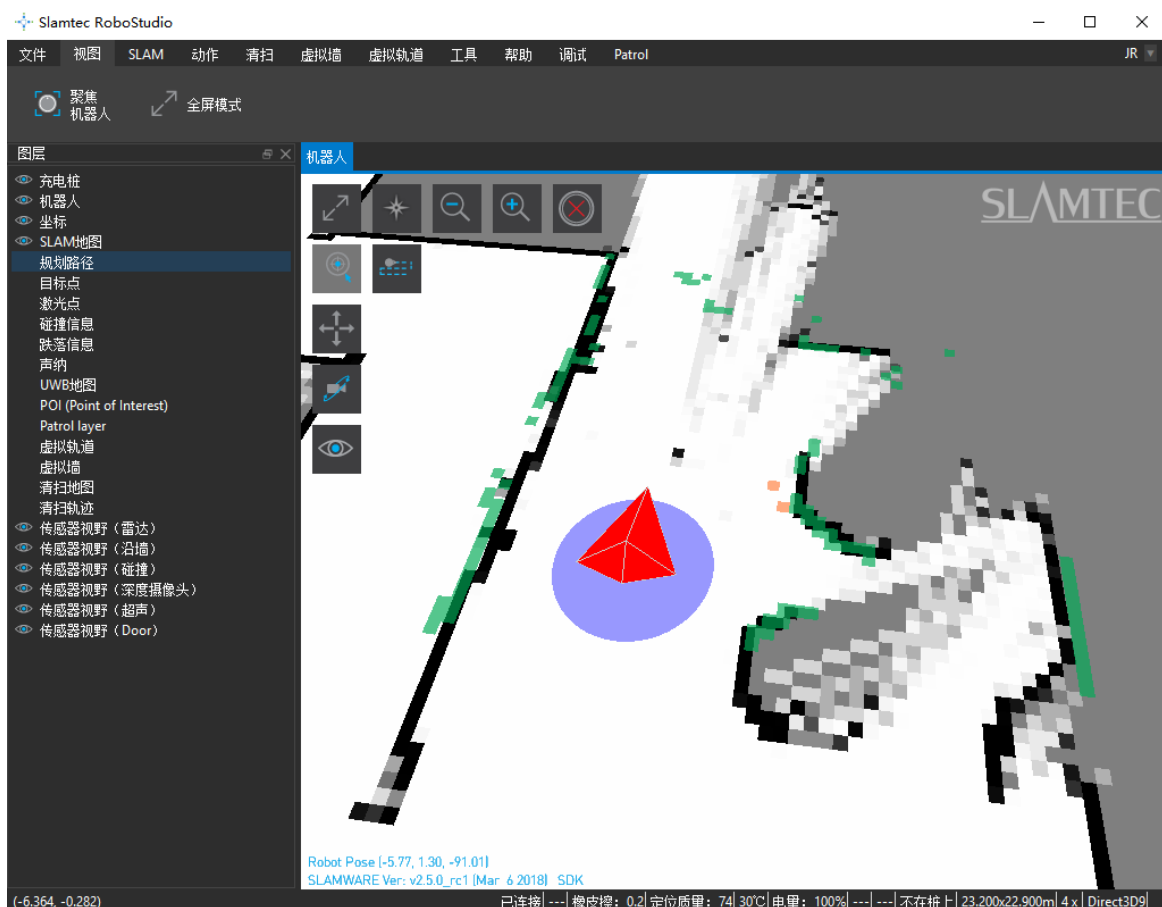 Slamtec RoboStudio
文件 视图 SLAM 动作 清扫 虚拟墙 虚拟轨道 工具 帮助 调试 Patrol JR
聚焦
机器人
全屏模式
图层
机器人
SLAMTEC
充电桩
机器人
坐标
SLAM地图
规划路径
目标点
激光点
碰撞信息
跌落信息
声纳
UWB地图
POI (Point of Interest)
Patrol layer
虚拟轨道
虚拟墙
清扫地图
清扫轨迹
传感器视野（雷达）
传感器视野（沿墙）
传感器视野（碰撞）
传感器视野（深度摄像头）
传感器视野（超声）
传感器视野（Door）
Robot Pose (-5.77, 1.30, -91.01)
SLAMWARE Ver: v2.5.0_rc1 (Mar 6 2018) SDK
(-6.364, -0.282)
已连接 --- 橡皮擦: 0.2 定位质量: 74 30℃ 电量: 100% --- --- 不在桩上 23.200x22.900m 4 x Direct3D9